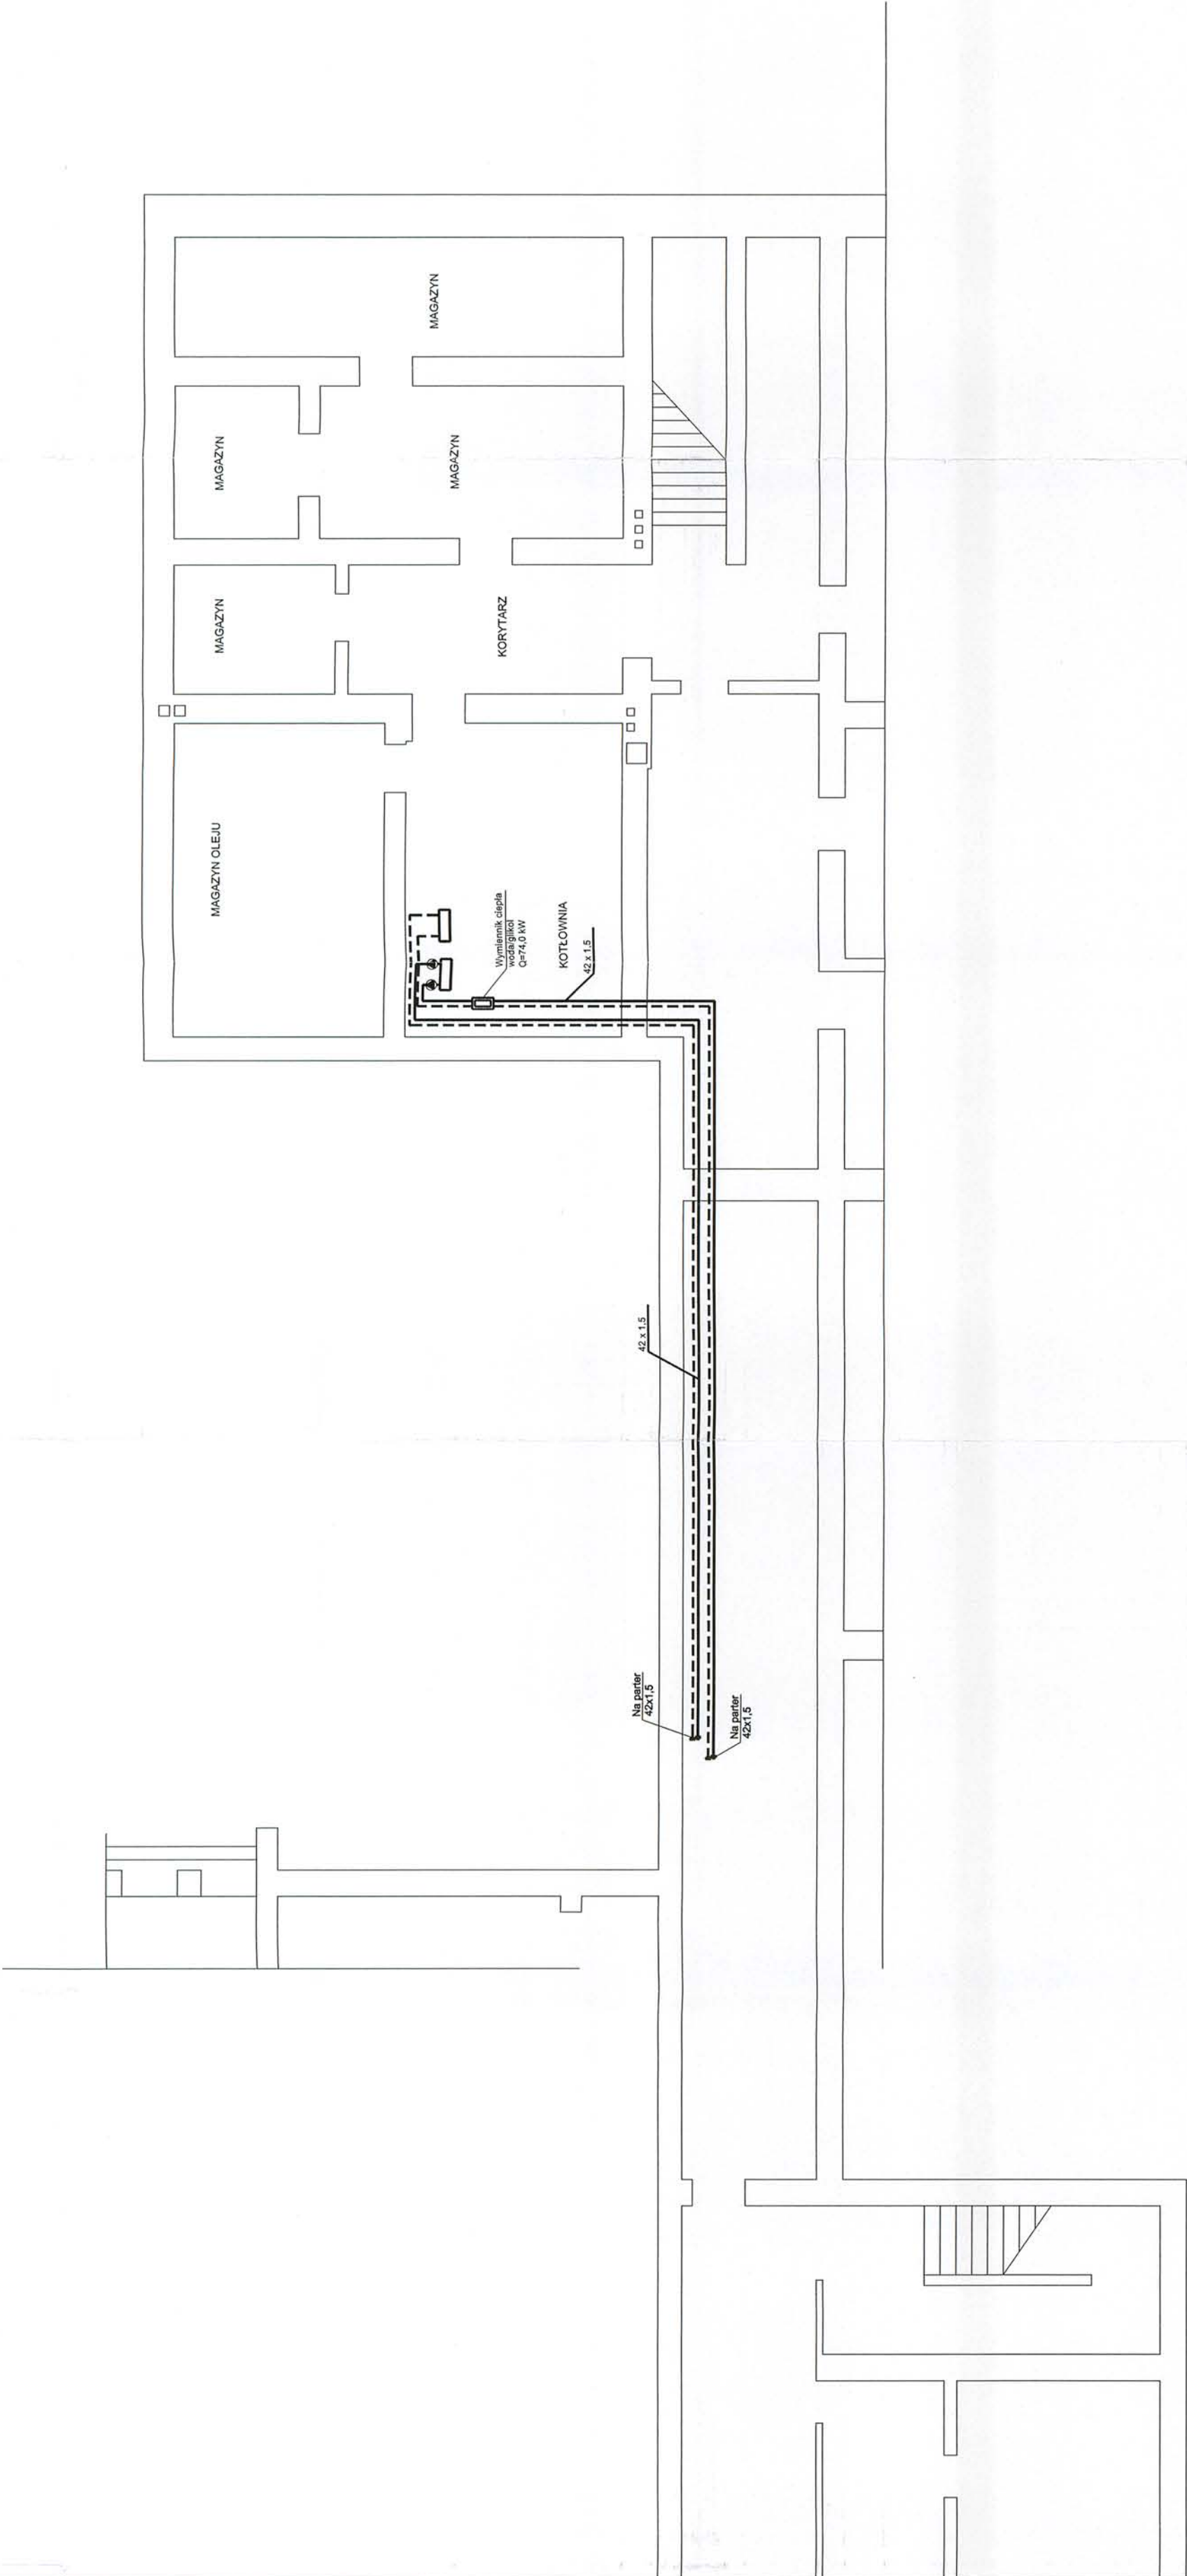 MAGAZYN
MAGAZYN
MAGAZYN
MAGAZYN
KORYTARZ
MAGAZYN OLEJU
Wymiennik ciepła
woda/glikol
Q=74,0 kW
KOTŁOWNIA
42 x 1,5
42 x 1,5
Na parter
42x1,5
Na parter
42x1,5